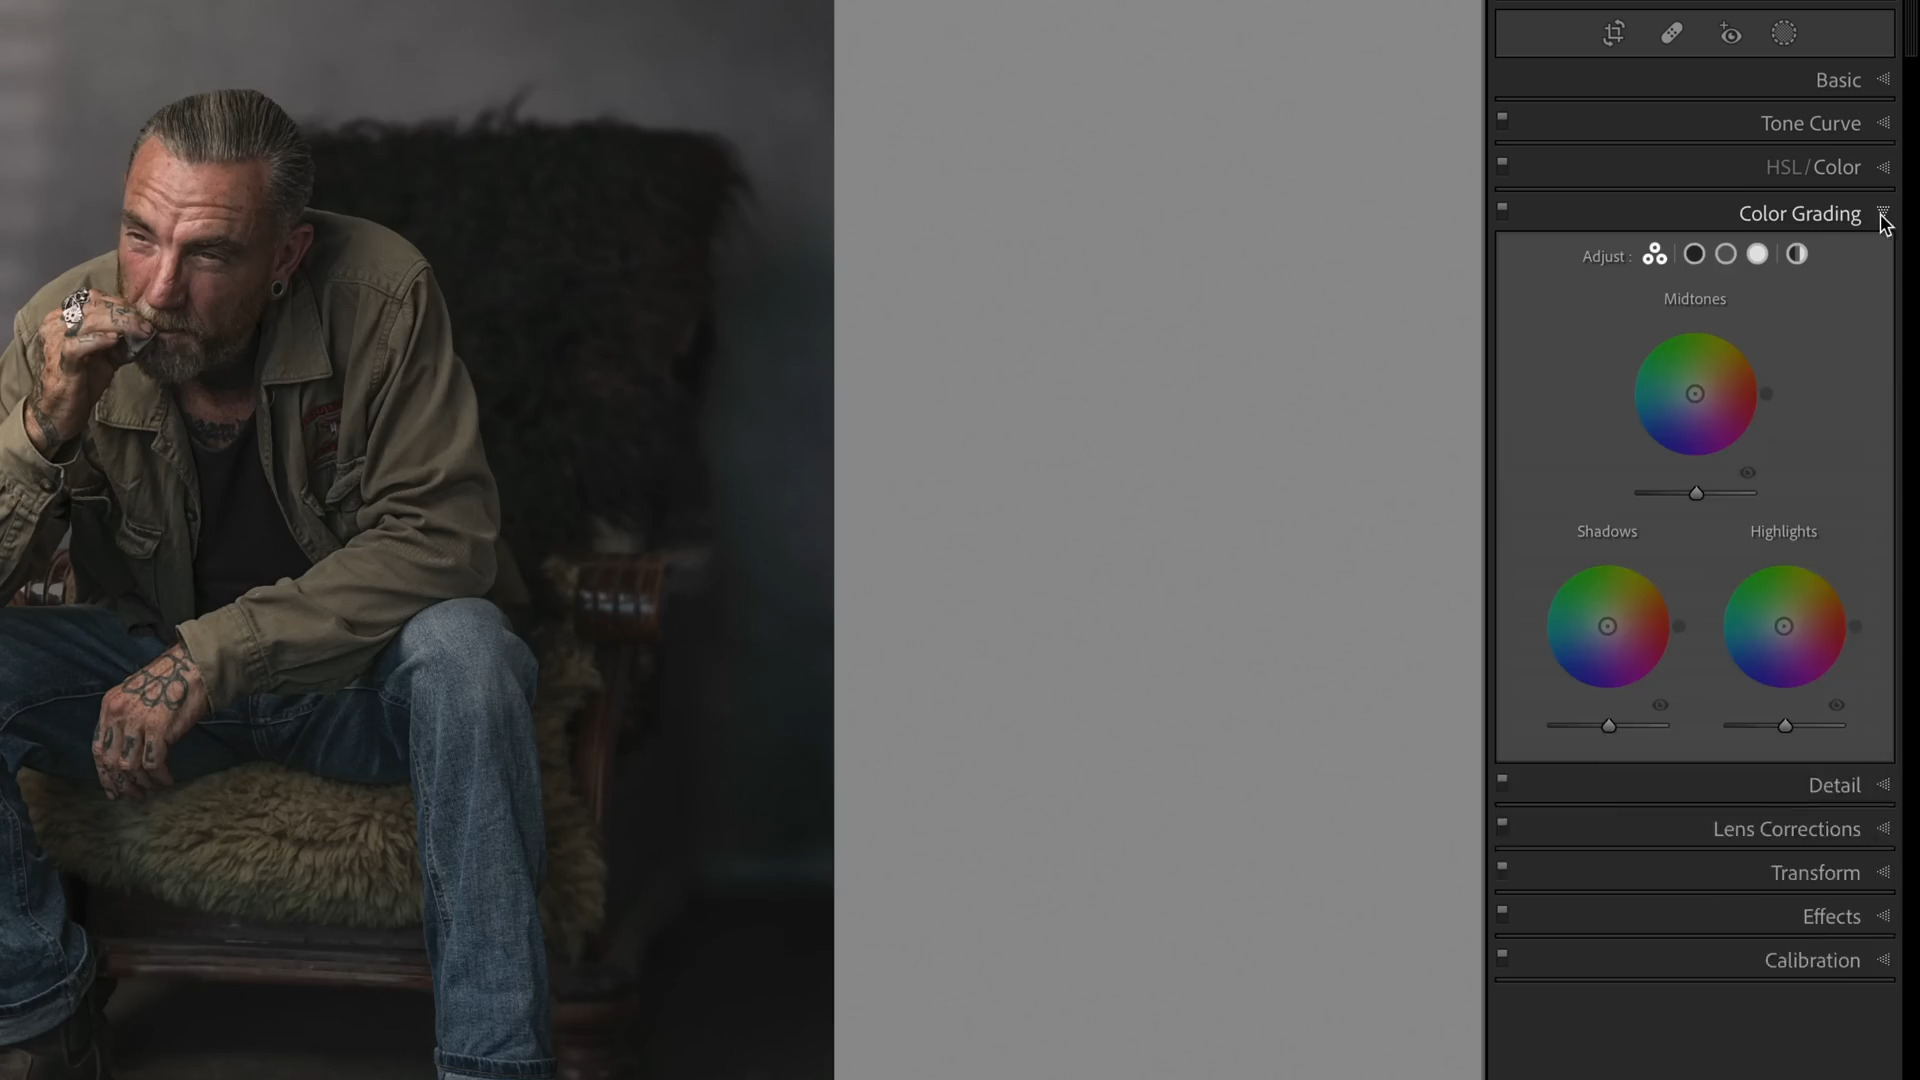 Basic
Tone Curve
HSL / Color
Color Grading
Adjust :
Midtones
Shadows
Highlights
Detail
Lens Corrections
Transform
Effects
Calibration